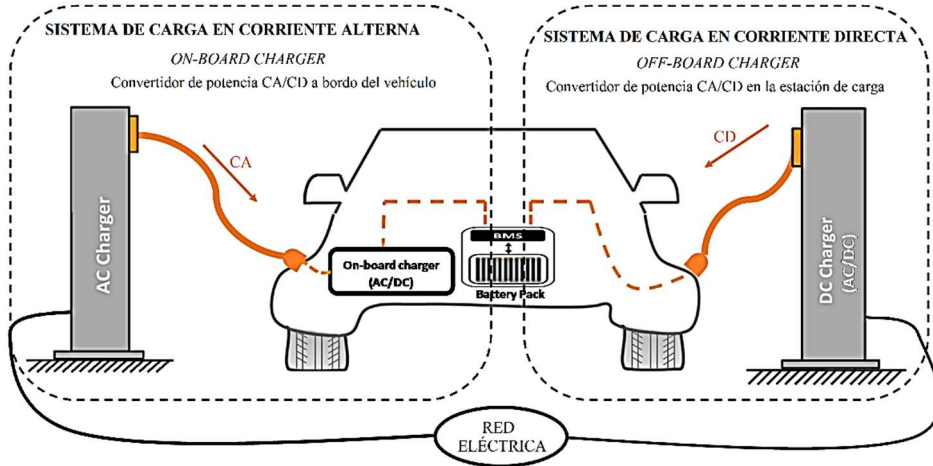 SISTEMA DE CARGA EN CORRIENTE ALTERNA
ON-BOARD CHARGER
Convertidor de potencia CA/CD a bordo del vehículo
SISTEMA DE CARGA EN CORRIENTE DIRECTA
OFF-BOARD CHARGER
Convertidor de potencia CA/CD en la estación de carga
CA
CD
AC Charger
On-board charger
(AC/DC)
BMS
Battery Pack
DC Charger
(AC/DC)
RED
ELÉCTRICA